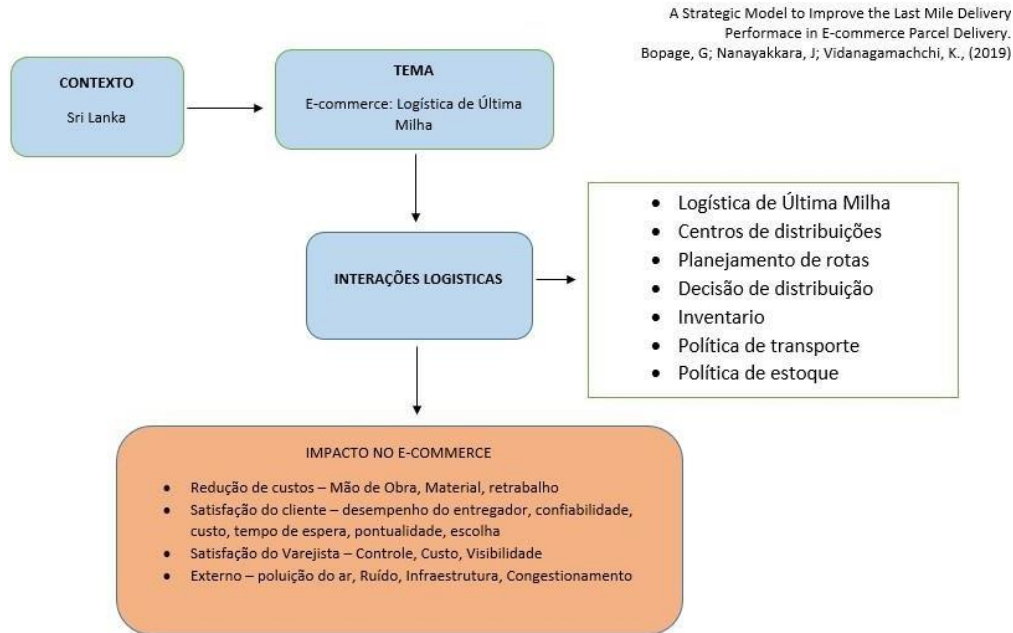 A Strategic Model to Improve the Last Mile Delivery
Performace in E-commerce Parcel Delivery.
Bopage, G; Nanayakkara, J; Vidanagamachchi, K., (2019)
CONTEXTO
Sri Lanka
TEMA
E-commerce: Logística de Última
Milha
INTERAÇÕES LOGISTICAS
• Logística de Última Milha
• Centros de distribuições
• Planejamento de rotas
• Decisão de distribuição
• Inventario
• Política de transporte
• Política de estoque
IMPACTO NO E-COMMERCE
• Redução de custos – Mão de Obra, Material, retrabalho
• Satisfação do cliente – desempenho do entregador, confiabilidade,
custo, tempo de espera, pontualidade, escolha
• Satisfação do Varejista – Controle, Custo, Visibilidade
• Externo – poluição do ar, Ruído, Infraestrutura, Congestionamento